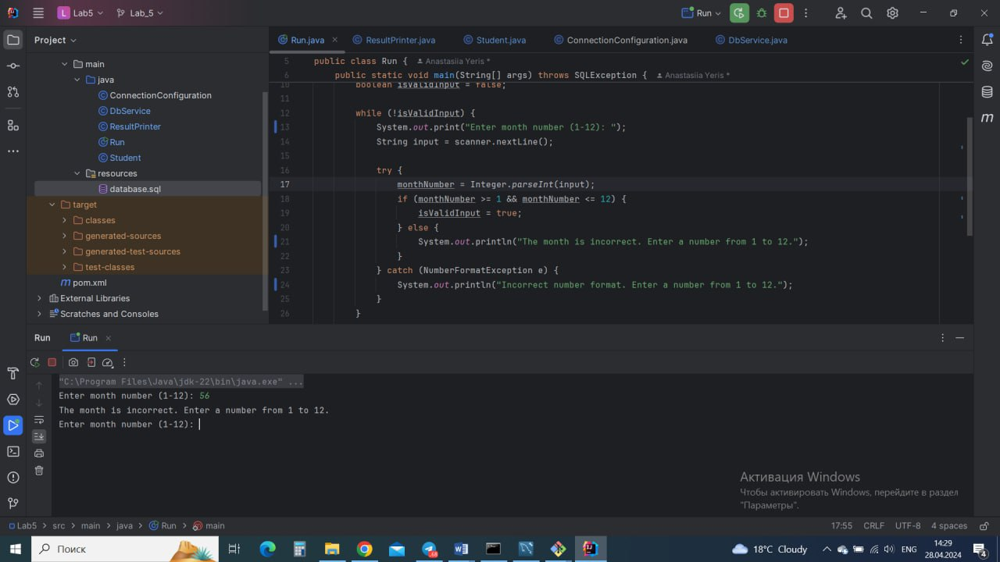 L Lab5 Lab_5 Run
Project
main
java
ConnectionConfiguration
DbService
ResultPrinter
Run
Student
resources
database.sql
target
classes
generated-sources
generated-test-sources
test-classes
pom.xml
External Libraries
Scratches and Consoles
Run.java ResultPrinter.java Student.java ConnectionConfiguration.java DbService.java
5 public class Run { Anastasiia Yeris *
6 public static void main(String[] args) throws SQLException { Anastasiia Yeris *
10 boolean isValidInput = false;
11
12 while (!isValidInput) {
13 System.out.print("Enter month number (1-12): ");
14 String input = scanner.nextLine();
15
16 try {
17 monthNumber = Integer.parseInt(input);
18 if (monthNumber >= 1 && monthNumber <= 12) {
19 isValidInput = true;
20 } else {
21 System.out.println("The month is incorrect. Enter a number from 1 to 12.");
22 }
23 } catch (NumberFormatException e) {
24 System.out.println("Incorrect number format. Enter a number from 1 to 12.");
25 }
26 }
Run Run
"C:\Program Files\Java\jdk-22\bin\java.exe" ...
Enter month number (1-12): 56
The month is incorrect. Enter a number from 1 to 12.
Enter month number (1-12):
Активация Windows
Чтобы активировать Windows, перейдите в раздел
"Параметры".
Lab5 > src > main > java > Run > main 17:55 CRLF UTF-8 4 spaces
Поиск 18°C Cloudy ENG 14:29
28.04.2024 4